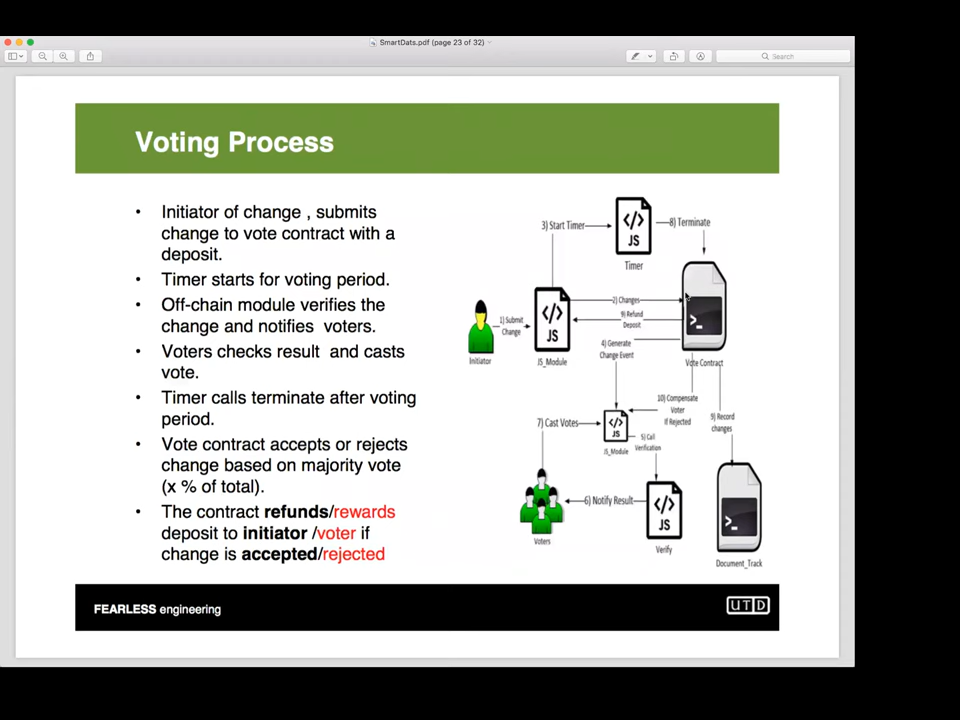 SmartDats.pdf (page 23 of 32)
Search
Voting Process
• Initiator of change , submits
change to vote contract with a
deposit.
• Timer starts for voting period.
• Off-chain module verifies the
change and notifies voters.
• Voters checks result and casts
vote.
• Timer calls terminate after voting
period.
• Vote contract accepts or rejects
change based on majority vote
(x % of total).
• The contract refunds/rewards
deposit to initiator /voter if
change is accepted/rejected
3) Start Timer
JS
Timer
8) Terminate
1) Submit
Change
Initiator
JS
JS_Module
2) Changes
9) Refund
Deposit
4) Generate
Change Event
>_
Vote Contract
10) Compensate
Voter
If Rejected
9) Record
changes
7) Cast Votes
JS
JS_Module
5) Call
Verification
Voters
6) Notify Result
JS
Verify
>_
Document_Track
FEARLESS engineering
UTD